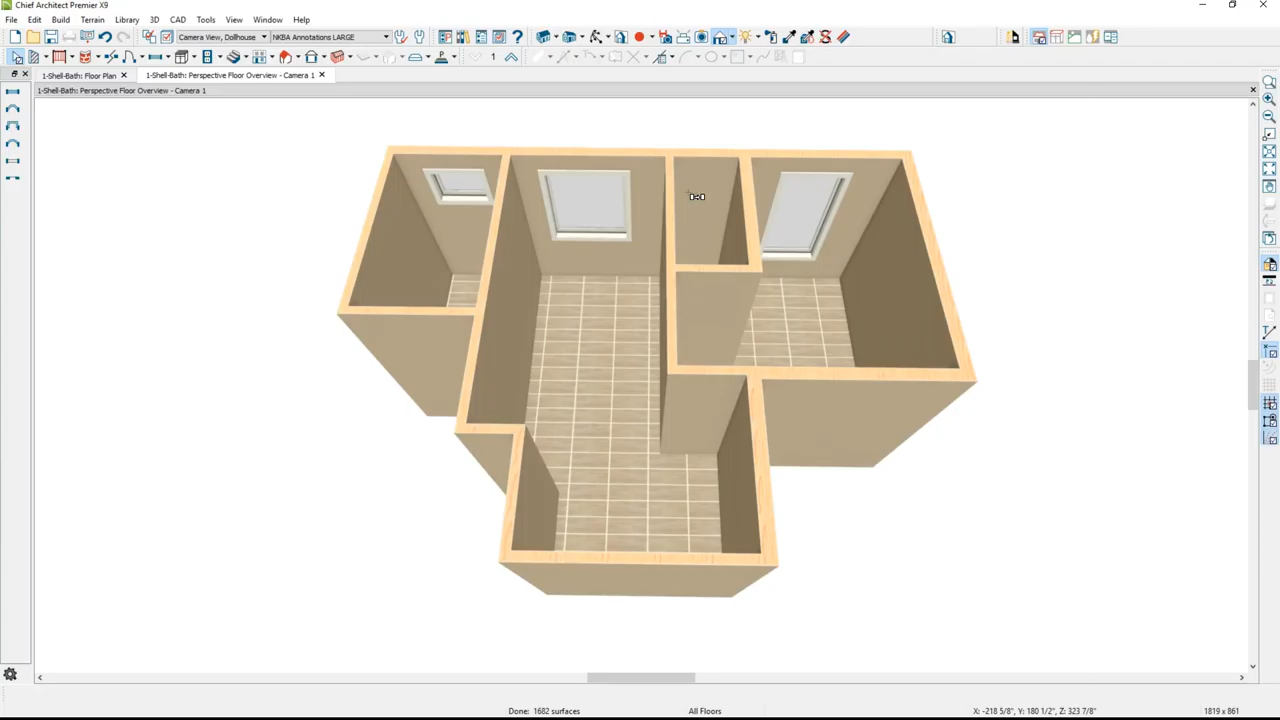 Chief Architect Premier X9
File Edit Build Terrain Library 3D CAD Tools View Window Help
Camera View, Dollhouse NKBA Annotations LARGE
1
1-Shell-Bath: Floor Plan 1-Shell-Bath: Perspective Floor Overview - Camera 1
1-Shell-Bath: Perspective Floor Overview - Camera 1
Done: 1682 surfaces All Floors X: -218 5/8", Y: 180 1/2", Z: 323 7/8" 1819 x 861